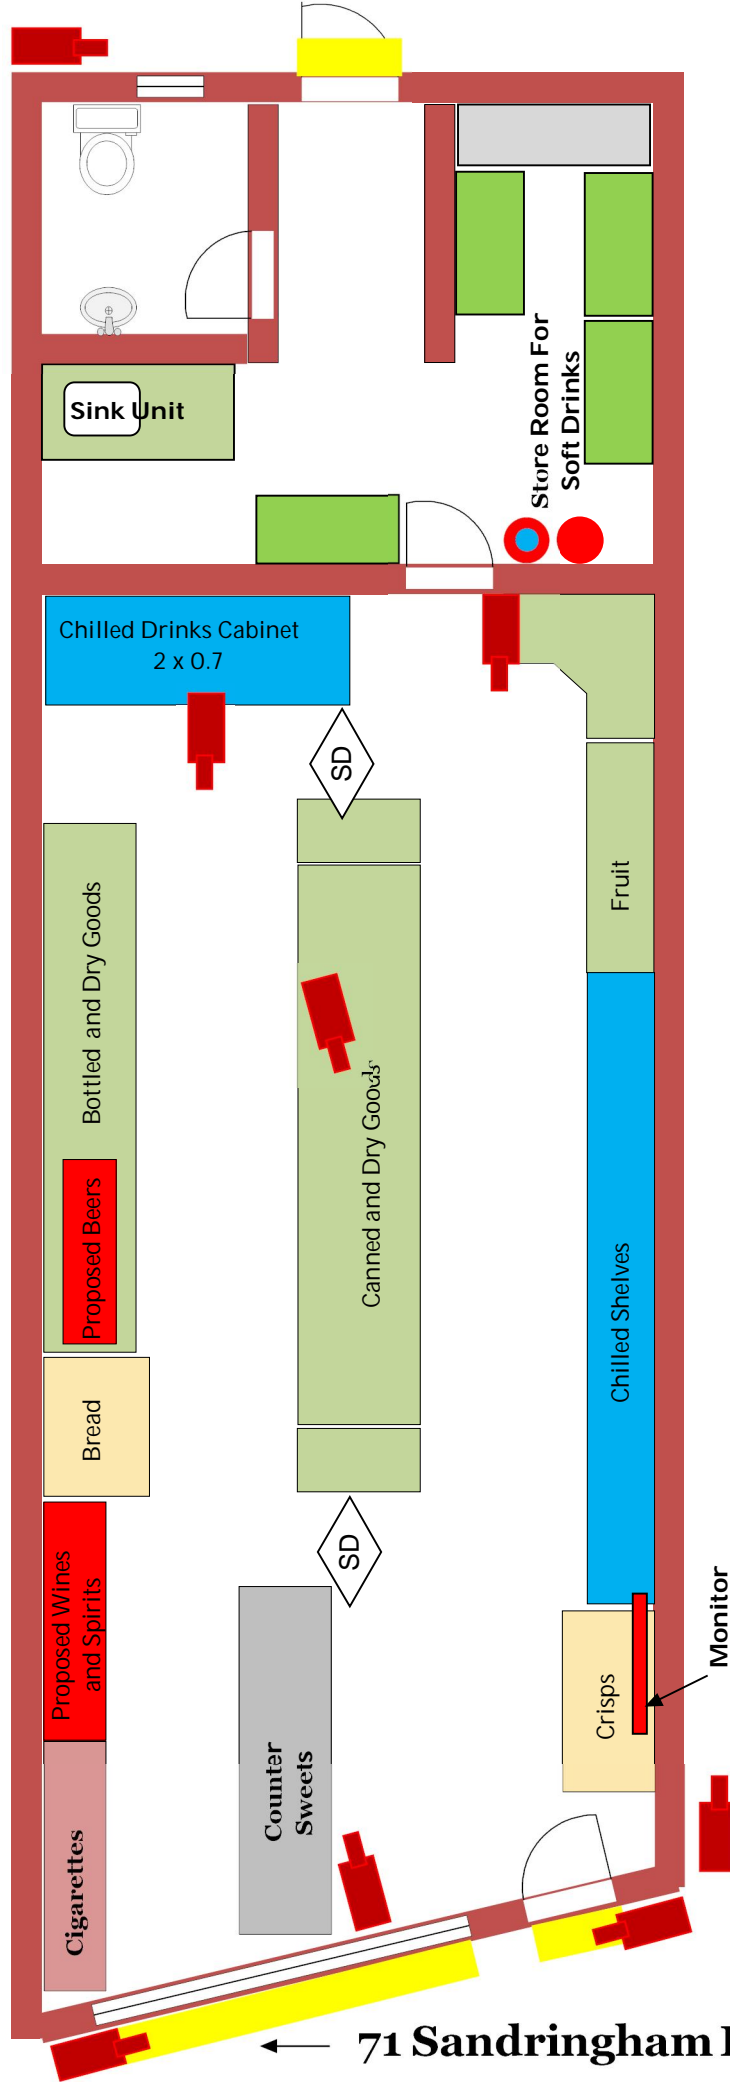 Sink Unit
Store Room For
Soft Drinks
Chilled Drinks Cabinet
2 x 0.7
SD
Fruit
Bottled and Dry Goods
Canned and Dry Goods
Proposed Beers
Chilled Shelves
Bread
SD
Proposed Wines
and Spirits
Monitor
Crisps
Counter
Sweets
Cigarettes
71 Sandringham